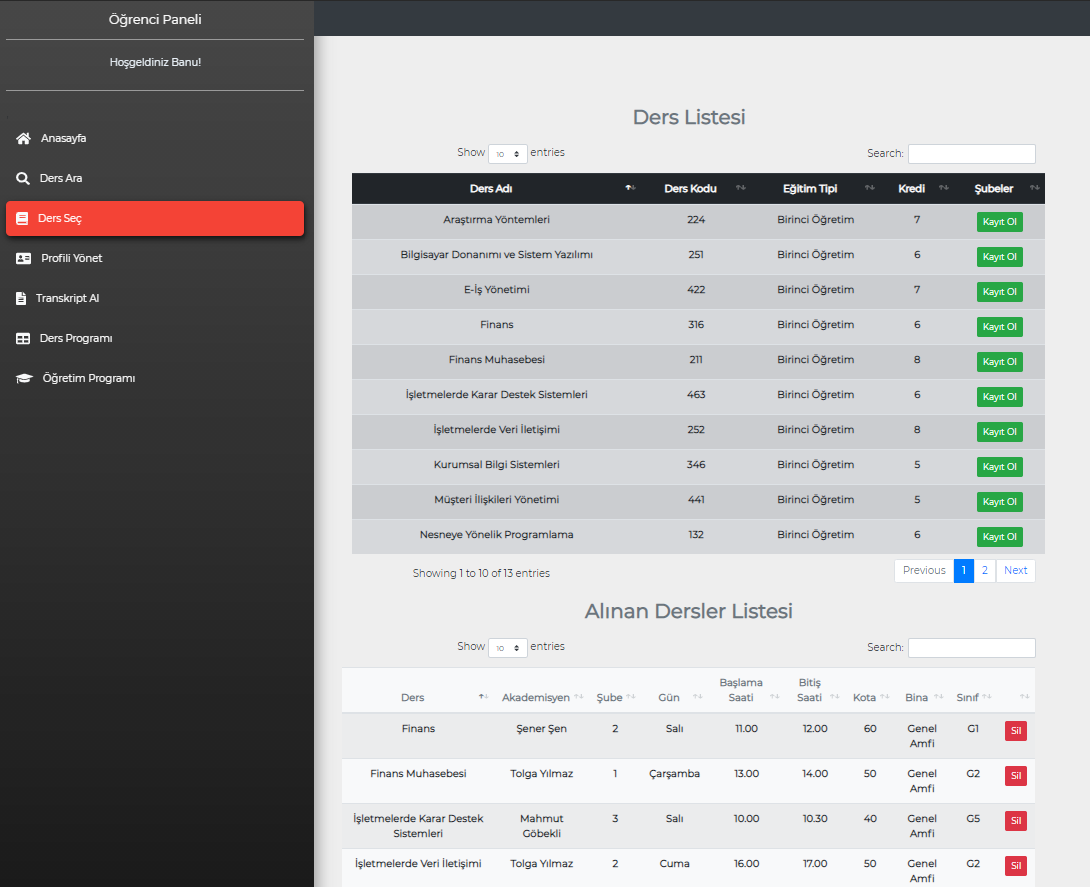 Öğrenci Paneli
Hoşgeldiniz Banu!
Anasayfa
Ders Ara
Ders Seç
Profili Yönet
Transkript Al
Ders Programı
Öğretim Programı
Ders Listesi
Show 10 entries Search:
Ders Adı Ders Kodu Eğitim Tipi Kredi Şubeler
Araştırma Yöntemleri 224 Birinci Öğretim 7 Kayıt Ol
Bilgisayar Donanımı ve Sistem Yazılımı 251 Birinci Öğretim 6 Kayıt Ol
E-İş Yönetimi 422 Birinci Öğretim 7 Kayıt Ol
Finans 316 Birinci Öğretim 6 Kayıt Ol
Finans Muhasebesi 211 Birinci Öğretim 8 Kayıt Ol
İşletmelerde Karar Destek Sistemleri 463 Birinci Öğretim 6 Kayıt Ol
İşletmelerde Veri İletişimi 252 Birinci Öğretim 8 Kayıt Ol
Kurumsal Bilgi Sistemleri 346 Birinci Öğretim 5 Kayıt Ol
Müşteri İlişkileri Yönetimi 441 Birinci Öğretim 5 Kayıt Ol
Nesneye Yönelik Programlama 132 Birinci Öğretim 6 Kayıt Ol
Showing 1 to 10 of 13 entries Previous 1 2 Next
Alınan Dersler Listesi
Show 10 entries Search:
Başlama Bitiş
Ders Akademisyen Şube Gün Saati Saati Kota Bina Sınıf
Finans Şener Şen 2 Salı 11.00 12.00 60 Genel G1 Sil
Amfi
Finans Muhasebesi Tolga Yılmaz 1 Çarşamba 13.00 14.00 50 Genel G2 Sil
Amfi
İşletmelerde Karar Destek Mahmut 3 Salı 10.00 10.30 40 Genel G5 Sil
Sistemleri Göbekli Amfi
İşletmelerde Veri İletişimi Tolga Yılmaz 2 Cuma 16.00 17.00 50 Genel G2 Sil
Amfi